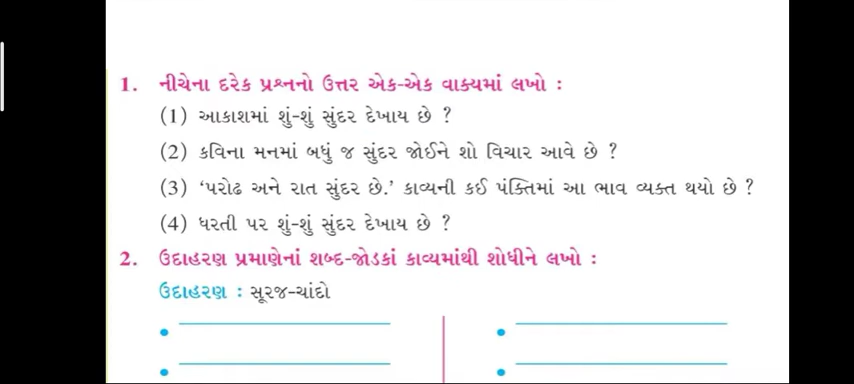 1. નીચેના દરેક પ્રશ્નનો ઉત્તર એક-એક વાક્યમાં લખો :
(1) આકાશમાં શું-શું સુંદર દેખાય છે ?
(2) કવિના મનમાં બધું જ સુંદર જોઈને શો વિચાર આવે છે ?
(3) ‘પરોઢ અને રાત સુંદર છે.’ કાવ્યની કઈ પંક્તિમાં આ ભાવ વ્યક્ત થયો છે ?
(4) ધરતી પર શું-શું સુંદર દેખાય છે ?
2. ઉદાહરણ પ્રમાણેનાં શબ્દ-જોડકાં કાવ્યમાંથી શોધીને લખો :
ઉદાહરણ : સૂરજ-ચાંદો